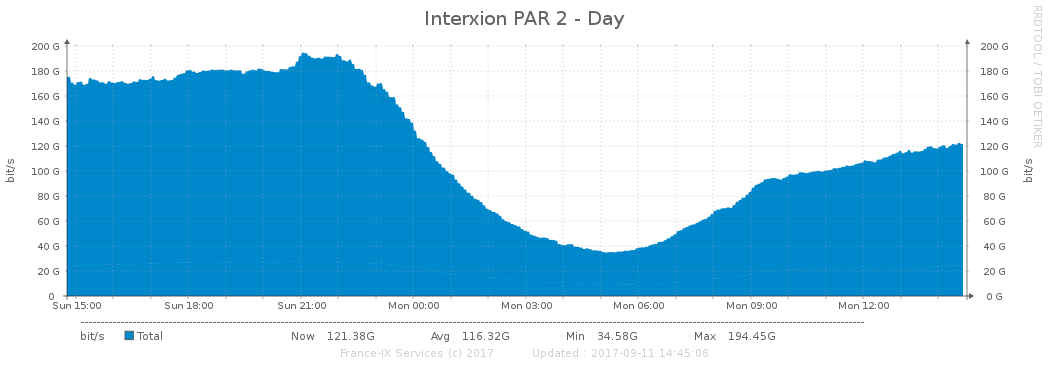 Interxion PAR 2 - Day
RRDTOOL / TOBI OETIKER
200 G 200 G
180 G 180 G
160 G 160 G
140 G 140 G
120 G 120 G
100 G 100 G
80 G 80 G
60 G 60 G
40 G 40 G
20 G 20 G
0 0 G
bit/s bit/s
Sun 15:00 Sun 18:00 Sun 21:00 Mon 00:00 Mon 03:00 Mon 06:00 Mon 09:00 Mon 12:00
bit/s Total Now 121.38G Avg 116.32G Min 34.58G Max 194.45G
France-IX Services (c) 2017 Updated : 2017-09-11 14:45:06